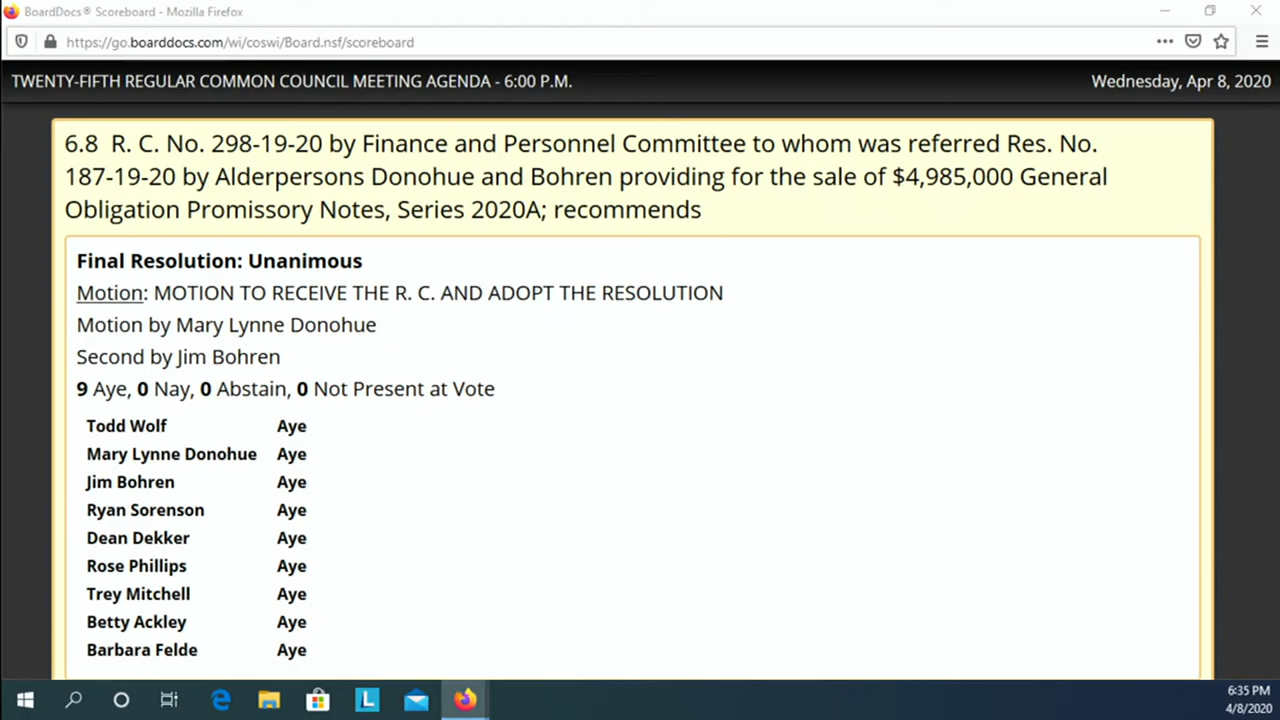 BoardDocs® Scoreboard - Mozilla Firefox
https://go.boarddocs.com/wi/coswi/Board.nsf/scoreboard
TWENTY-FIFTH REGULAR COMMON COUNCIL MEETING AGENDA - 6:00 P.M. Wednesday, Apr 8, 2020
6.8 R. C. No. 298-19-20 by Finance and Personnel Committee to whom was referred Res. No.
187-19-20 by Alderpersons Donohue and Bohren providing for the sale of $4,985,000 General
Obligation Promissory Notes, Series 2020A; recommends
Final Resolution: Unanimous
Motion: MOTION TO RECEIVE THE R. C. AND ADOPT THE RESOLUTION
Motion by Mary Lynne Donohue
Second by Jim Bohren
9 Aye, 0 Nay, 0 Abstain, 0 Not Present at Vote
Todd Wolf Aye
Mary Lynne Donohue Aye
Jim Bohren Aye
Ryan Sorenson Aye
Dean Dekker Aye
Rose Phillips Aye
Trey Mitchell Aye
Betty Ackley Aye
Barbara Felde Aye
L
6:35 PM
4/8/2020